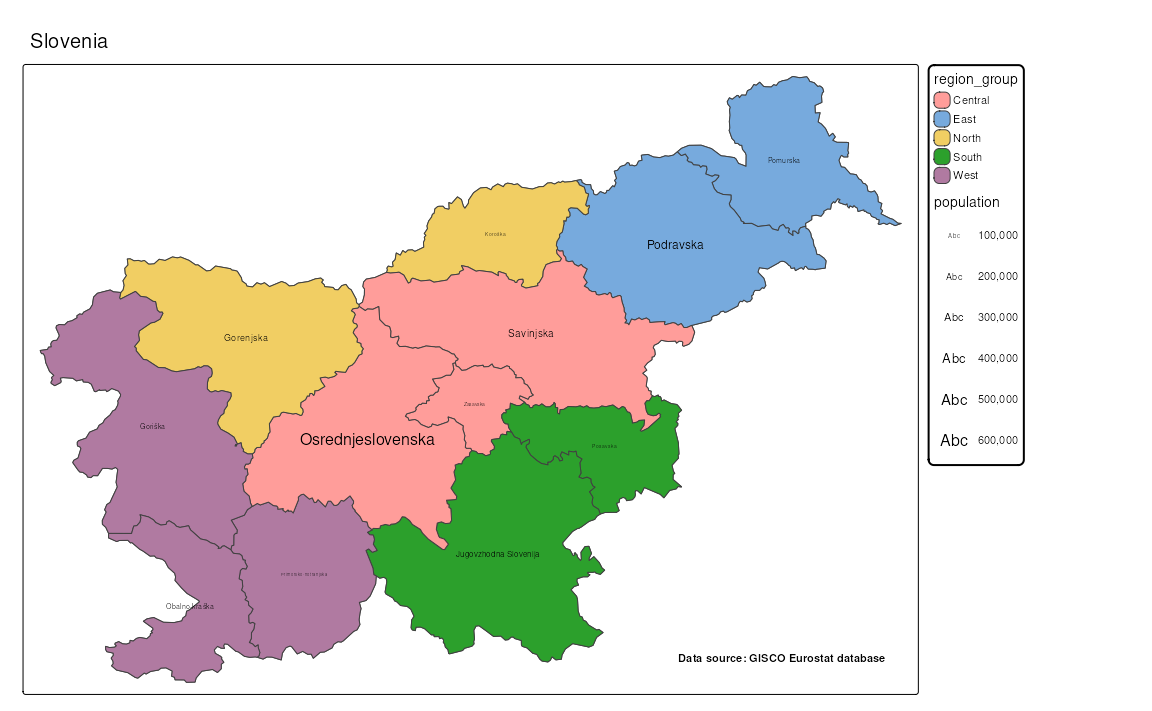 Slovenia
region_group
Central
East
North
South
West
population
Abc 100,000
Abc 200,000
Abc 300,000
Abc 400,000
Abc 500,000
Abc 600,000
Pomurska
Koroška
Podravska
Savinjska
Gorenjska
Zasavska
Goriška
Osrednjeslovenska
Posavska
Jugovzhodna Slovenija
Primorsko-notranjska
Obalno-kraška
Data source: GISCO Eurostat database